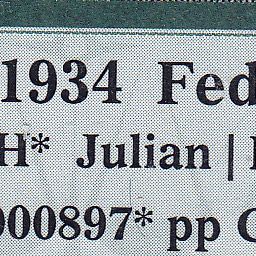 1934 Fed
H* Julian |
000897* pp